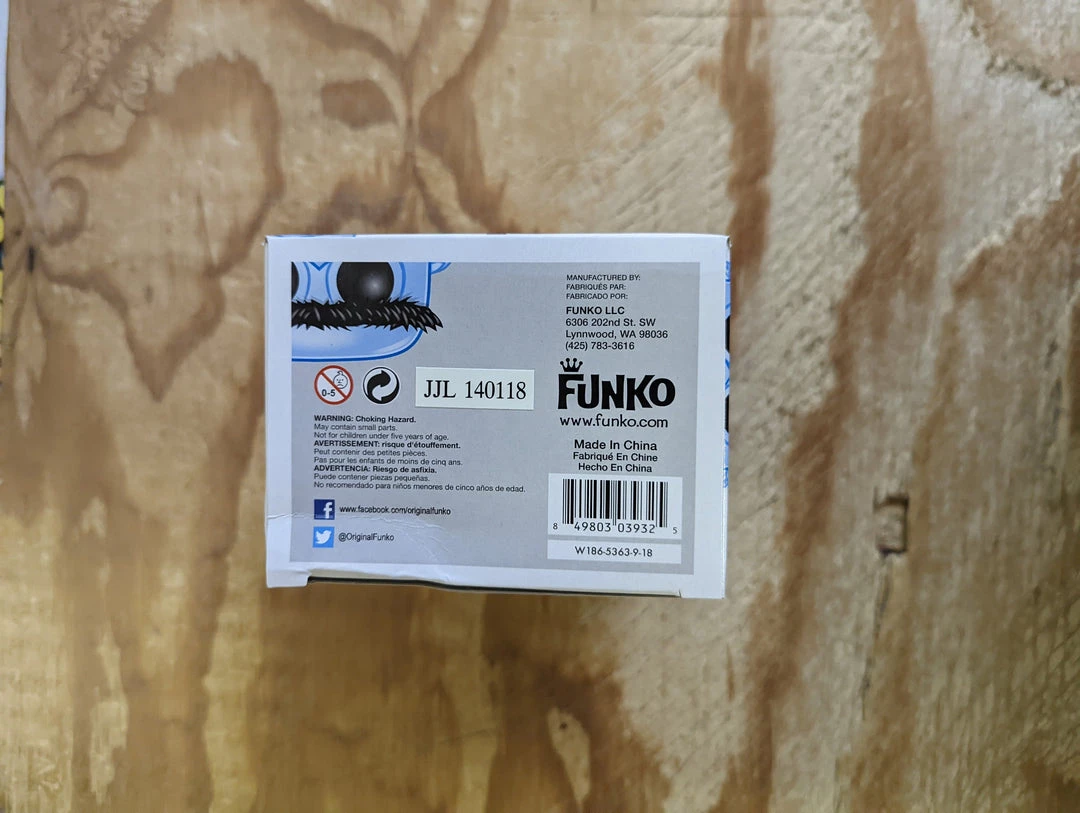 MANUFACTURED BY:
FABRIQUÉS PAR:
FABRICADO POR:
FUNKO LLC
6306 202nd St. SW
Lynnwood, WA 98036
(425) 783-3616
0-5
JJL 140118
FUNKO
www.funko.com
WARNING: Choking Hazard.
May contain small parts.
Not for children under five years of age.
AVERTISSEMENT: risque d'étouffement.
Peut contenir des petites pièces.
Pas pour les enfants de moins de cinq ans.
ADVERTENCIA: Riesgo de asfixia.
Puede contener piezas pequeñas.
No recomendado para niños menores de cinco años de edad.
Made In China
Fabriqué En Chine
Hecho En China
www.facebook.com/originalfunko
@OriginalFunko
8 49803 03932 5
W186-5363-9-18